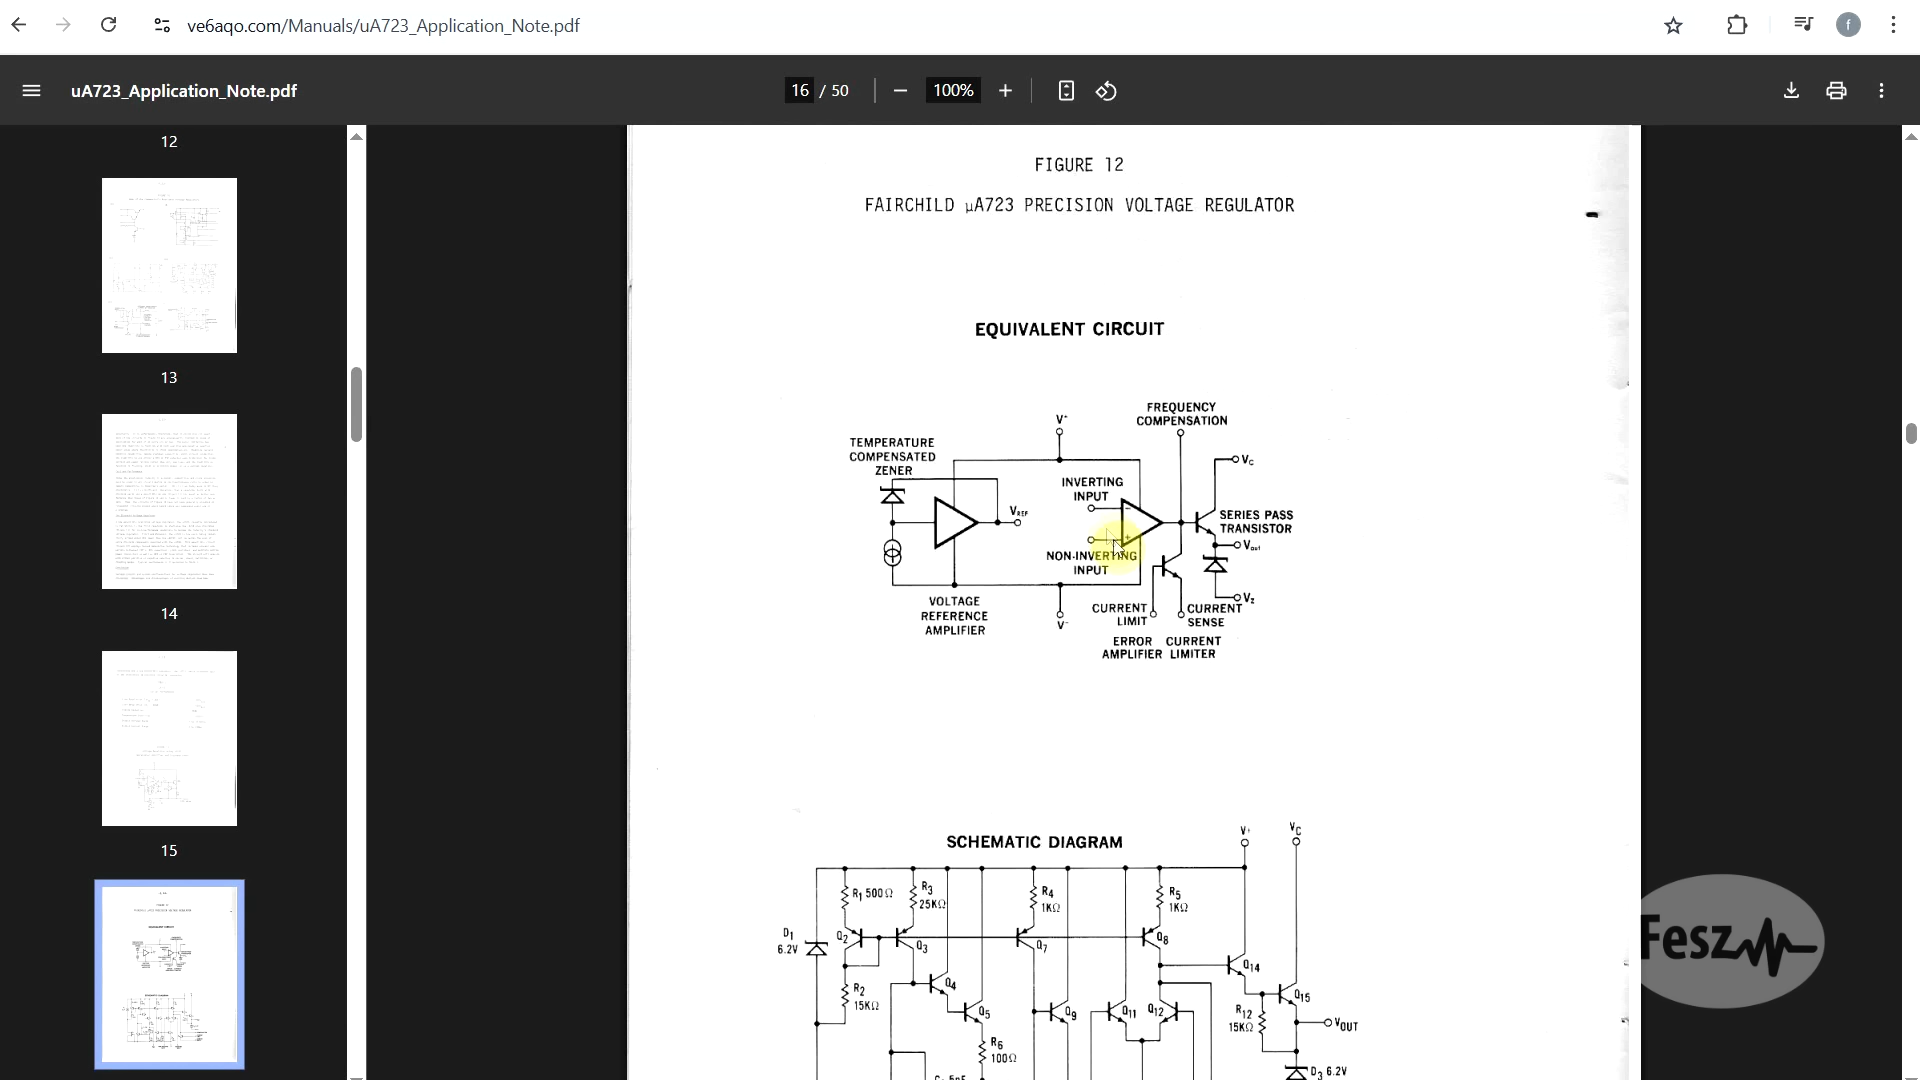 ve6aqo.com/Manuals/uA723_Application_Note.pdf
f
uA723_Application_Note.pdf
16 / 50
100%
12
13
14
15
FIGURE 12
FAIRCHILD µA723 PRECISION VOLTAGE REGULATOR
EQUIVALENT CIRCUIT
FREQUENCY
COMPENSATION
V+
TEMPERATURE
COMPENSATED
ZENER
VC
INVERTING
INPUT
VREF
SERIES PASS
TRANSISTOR
Vout
NON-INVERTING
INPUT
VZ
VOLTAGE
REFERENCE
AMPLIFIER
V-
CURRENT
LIMIT
CURRENT
SENSE
ERROR
AMPLIFIER
CURRENT
LIMITER
SCHEMATIC DIAGRAM
V+
VC
R1 500Ω
R3
25KΩ
R4
1KΩ
R5
1KΩ
D1
6.2V
Q2
Q3
Q7
Q8
Q4
Q14
R2
15KΩ
Q5
Q9
Q11
Q12
Q15
R12
15KΩ
VOUT
R6
100Ω
C1 5pF
D3 6.2V
Fesz